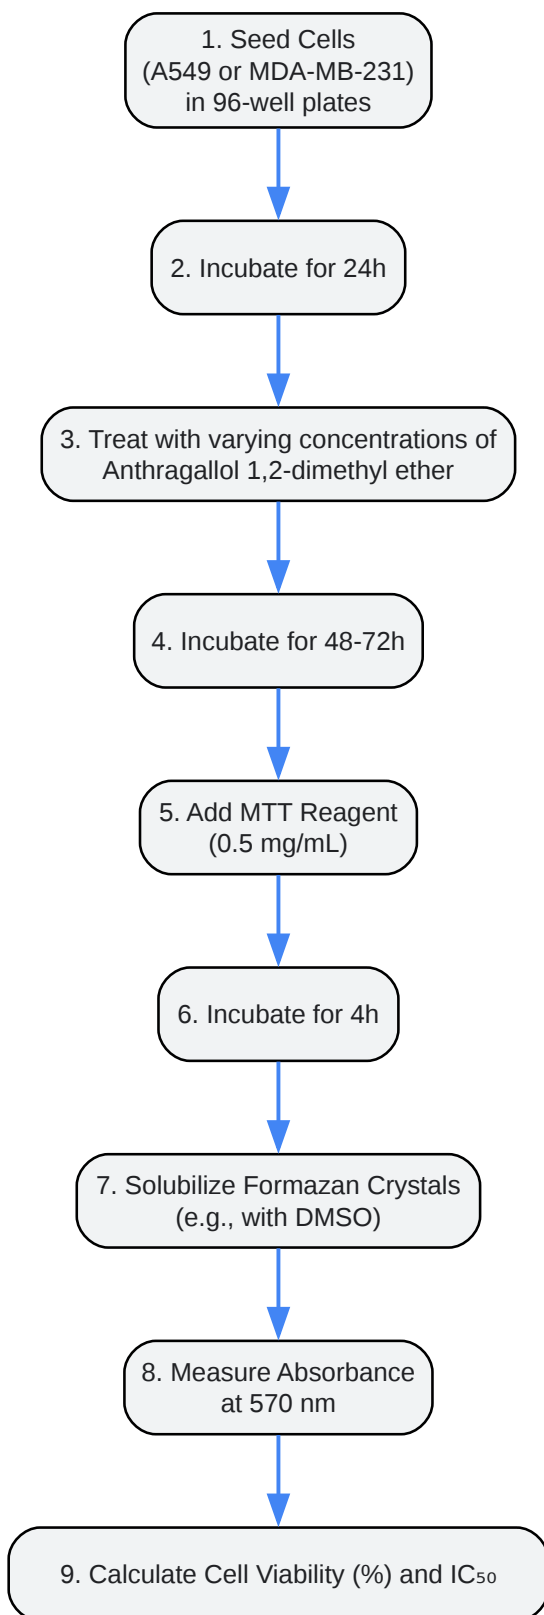 1. Seed Cells
(A549 or MDA-MB-231)
in 96-well plates
2. Incubate for 24h
3. Treat with varying concentrations of
Anthragallol 1,2-dimethyl ether
4. Incubate for 48-72h
5. Add MTT Reagent
(0.5 mg/mL)
6. Incubate for 4h
7. Solubilize Formazan Crystals
(e.g., with DMSO)
8. Measure Absorbance
at 570 nm
9. Calculate Cell Viability (%) and IC₅₀